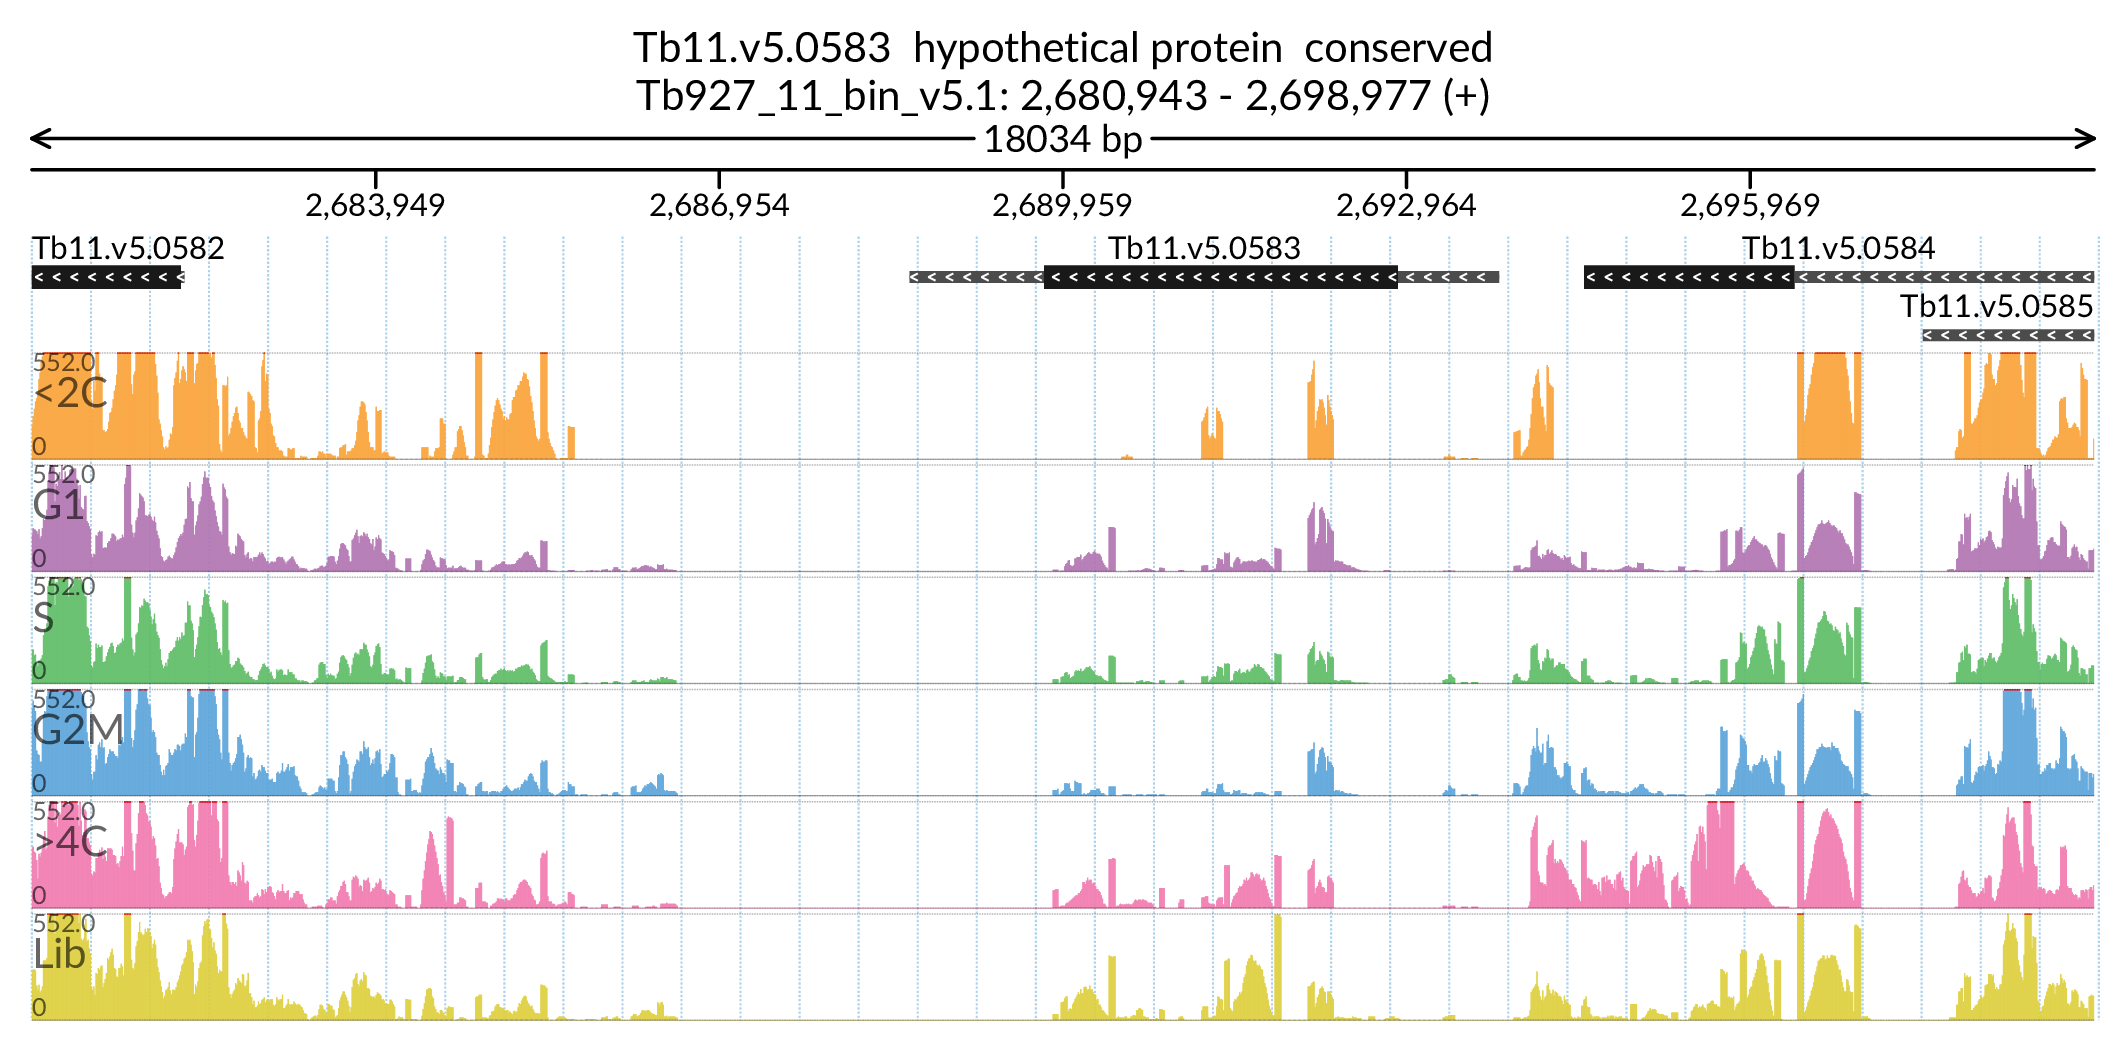 Tb11.v5.0583  hypothetical protein  conserved
Tb927_11_bin_v5.1: 2,680,943 - 2,698,977 (+)
18034 bp
2,683,949 2,686,954 2,689,959 2,692,964 2,695,969
Tb11.v5.0582 Tb11.v5.0583 Tb11.v5.0584
Tb11.v5.0585
552.0
<2C
0
552.0
G1
0
552.0
S
0
552.0
G2M
0
552.0
>4C
0
552.0
Lib
0